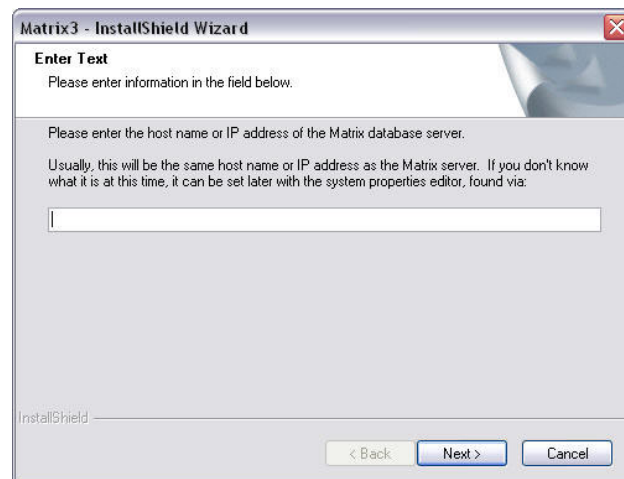 Matrix3 - InstallShield Wizard
Enter Text
Please enter information in the field below.
Please enter the host name or IP address of the Matrix database server.
Usually, this will be the same host name or IP address as the Matrix server. If you don't know
what it is at this time, it can be set later with the system properties editor, found via:
InstallShield
< Back
Next >
Cancel